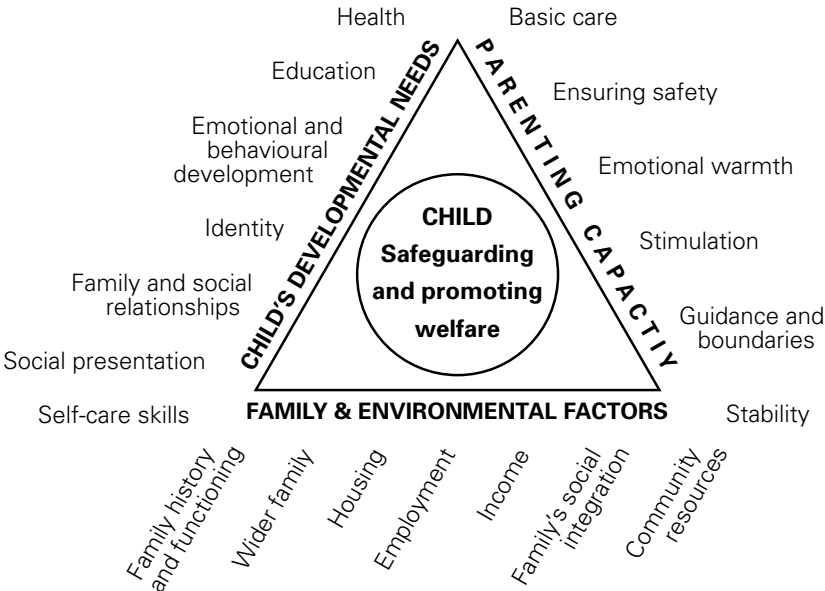 Health
Education
Emotional and
behavioural
development
Identity
Family and social
relationships
Social presentation
Self-care skills
CHILD'S DEVELOPMENTAL NEEDS
Basic care
Ensuring safety
Emotional warmth
Stimulation
Guidance and
boundaries
Stability
PARENTING CAPACTIY
CHILD
Safeguarding
and promoting
welfare
FAMILY & ENVIRONMENTAL FACTORS
Family history
and functioning
Wider family
Housing
Employment
Income
Family's social
integration
Community
resources